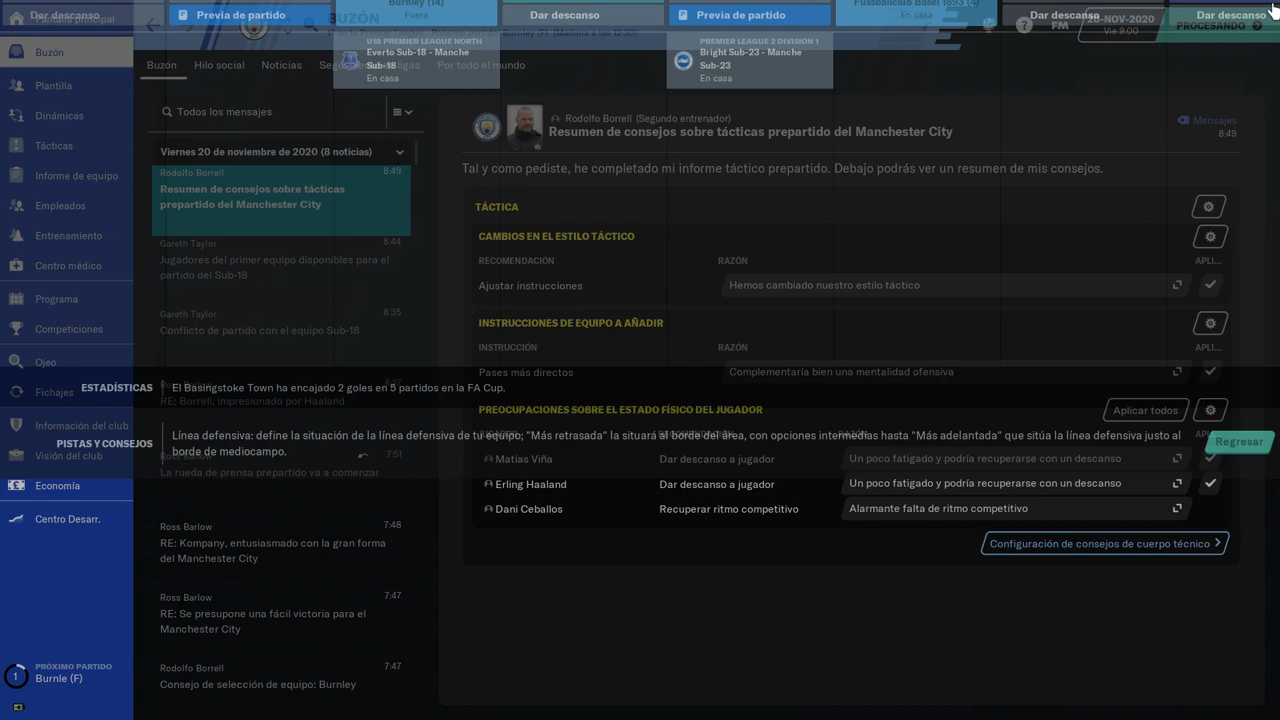 Burnley (14)
Fussballclub Basel 1893 (4)
Dar descanso
Previa de partido
Fuera
Dar descanso
Previa de partido
En casa
Dar descanso
Dar descanso
BUZÓN
FM
20-NOV-2020
Vie 9:00
PROCESANDO
U18 PREMIER LEAGUE NORTH
Everto Sub-18 - Manche
Sub-18
En casa
PREMIER LEAGUE 2 DIVISION 1
Bright Sub-23 - Manche
Sub-23
En casa
Buzón
Plantilla
Dinámicas
Tácticas
Informe de equipo
Empleados
Entrenamiento
Centro médico
Programa
Competiciones
Ojeo
Fichajes
Información del club
Visión del club
Economía
Centro Desarr.
PRÓXIMO PARTIDO
1
Burnle (F)
Buzón
Hilo social
Noticias
Por todo el mundo
Todos los mensajes
Viernes 20 de noviembre de 2020 (8 noticias)
Rodolfo Borrell
8:49
Resumen de consejos sobre tácticas
prepartido del Manchester City
Gareth Taylor
8:44
Jugadores del primer equipo disponibles para el
partido del Sub-18
Gareth Taylor
8:35
Conflicto de partido con el equipo Sub-18
RE: Borrell, impresionado por Haaland
7:51
La rueda de prensa prepartido va a comenzar
Ross Barlow
7:48
RE: Kompany, entusiasmado con la gran forma
del Manchester City
Ross Barlow
7:47
RE: Se presupone una fácil victoria para el
Manchester City
Rodolfo Borrell
7:47
Consejo de selección de equipo: Burnley
Rodolfo Borrell (Segundo entrenador)
Resumen de consejos sobre tácticas prepartido del Manchester City
Mensajes
8:49
Tal y como pediste, he completado mi informe táctico prepartido. Debajo podrás ver un resumen de mis consejos.
TÁCTICA
CAMBIOS EN EL ESTILO TÁCTICO
RECOMENDACIÓN
RAZÓN
APLI...
Ajustar instrucciones
Hemos cambiado nuestro estilo táctico
INSTRUCCIONES DE EQUIPO A AÑADIR
INSTRUCCIÓN
RAZÓN
APLI...
Pases más directos
Complementaría bien una mentalidad ofensiva
ESTADÍSTICAS
El Basingstoke Town ha encajado 2 goles en 5 partidos en la FA Cup.
PREOCUPACIONES SOBRE EL ESTADO FÍSICO DEL JUGADOR
Aplicar todos
PISTAS Y CONSEJOS
Línea defensiva: define la situación de la línea defensiva de tu equipo; "Más retrasada" la situará al borde del área, con opciones intermedias hasta "Más adelantada" que sitúa la línea defensiva justo al
borde de mediocampo.
Regresar
Matías Viña
Dar descanso a jugador
Un poco fatigado y podría recuperarse con un descanso
Erling Haaland
Dar descanso a jugador
Un poco fatigado y podría recuperarse con un descanso
Dani Ceballos
Recuperar ritmo competitivo
Alarmante falta de ritmo competitivo
Configuración de consejos de cuerpo técnico